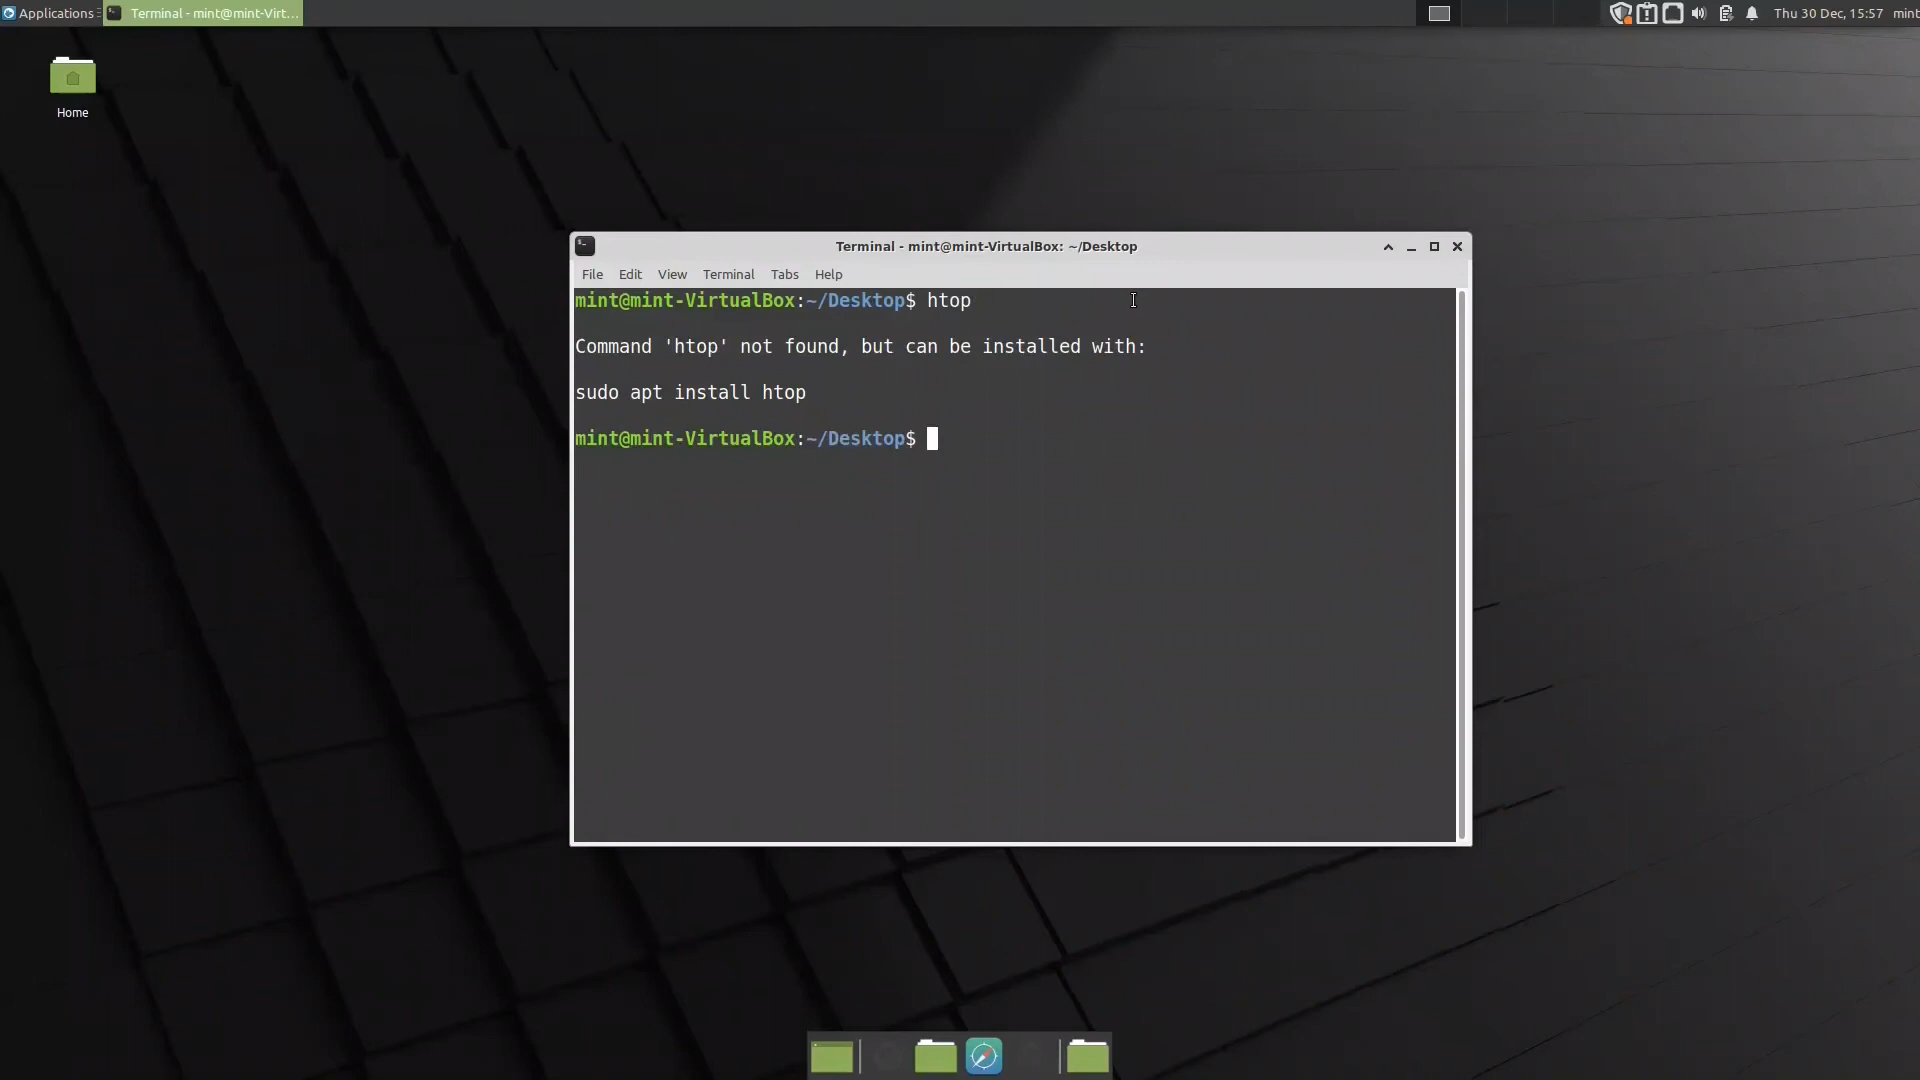 Applications
Terminal - mint@mint-Virt...
Thu 30 Dec, 15:57
mint
Home
Terminal - mint@mint-VirtualBox: ~/Desktop
File Edit View Terminal Tabs Help
mint@mint-VirtualBox:~/Desktop$ htop
Command 'htop' not found, but can be installed with:
sudo apt install htop
mint@mint-VirtualBox:~/Desktop$